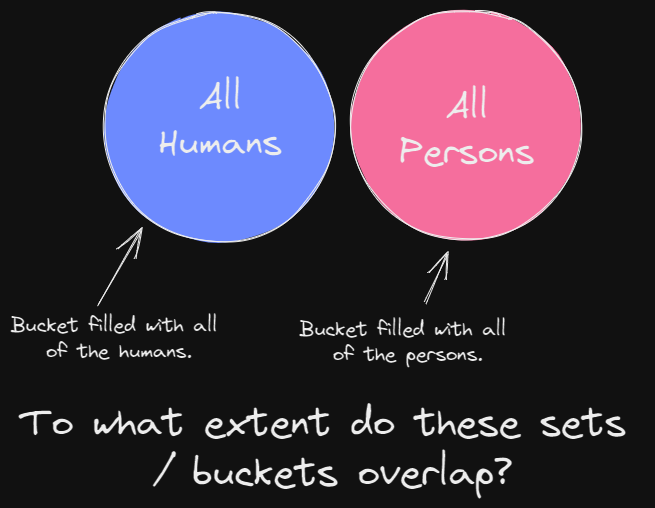 All
Humans
All
Persons
Bucket filled with all
of the humans.
Bucket filled with all
of the persons.
To what extent do these sets
/ buckets overlap?